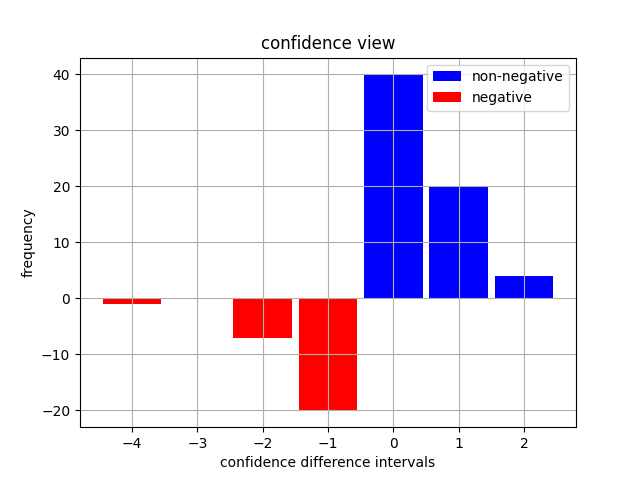 confidence view
non-negative
negative
frequency
40
30
20
10
0
−10
−20
−4 −3 −2 −1 0 1 2
confidence difference intervals